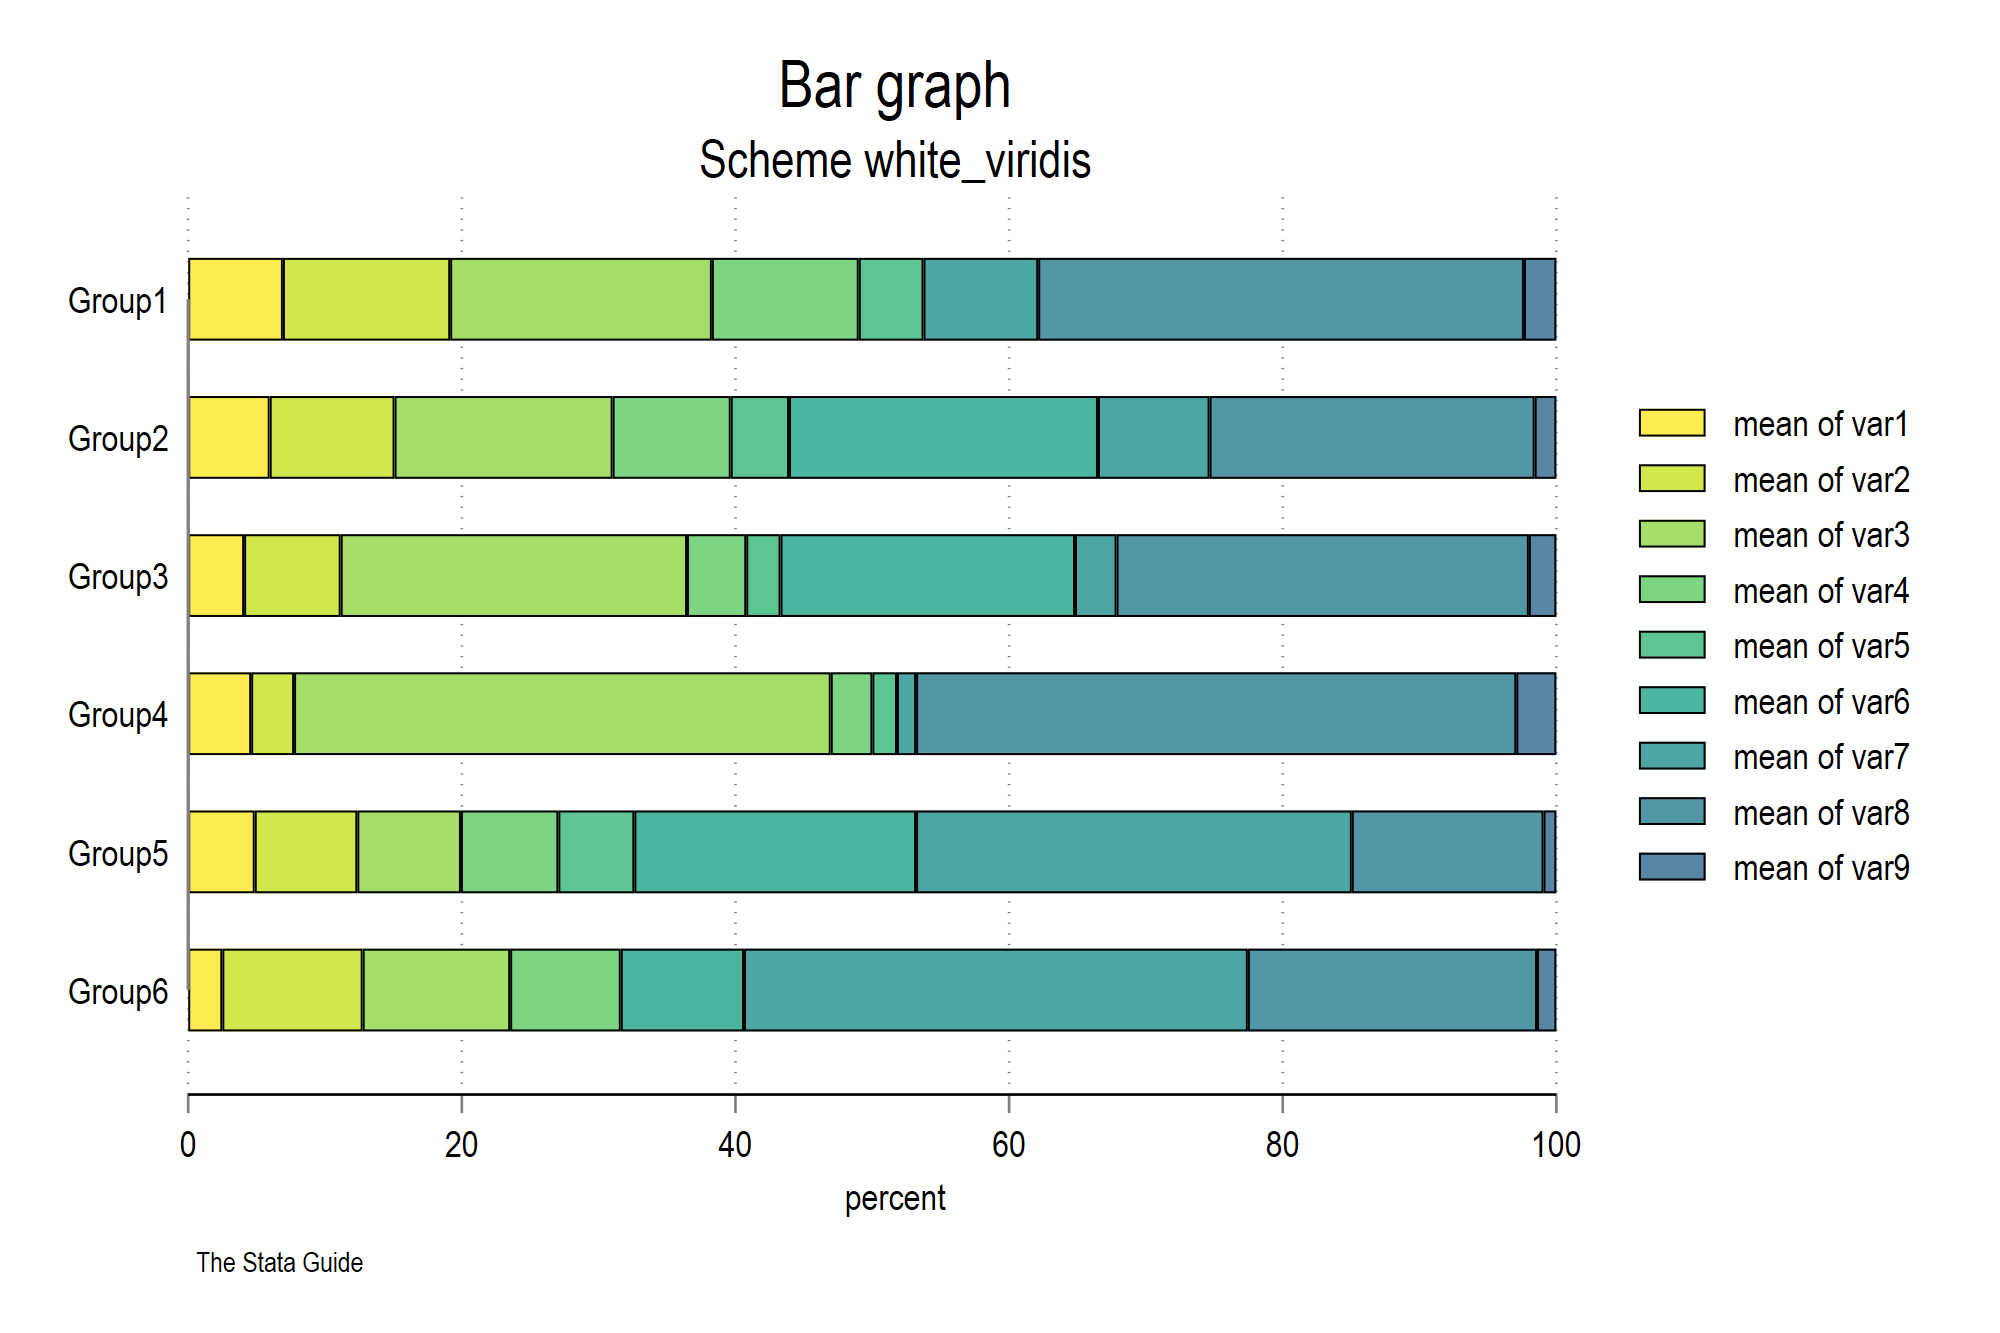 Bar graph
Scheme white_viridis
Group1
Group2
Group3
Group4
Group5
Group6
0 20 40 60 80 100
percent
mean of var1
mean of var2
mean of var3
mean of var4
mean of var5
mean of var6
mean of var7
mean of var8
mean of var9
The Stata Guide